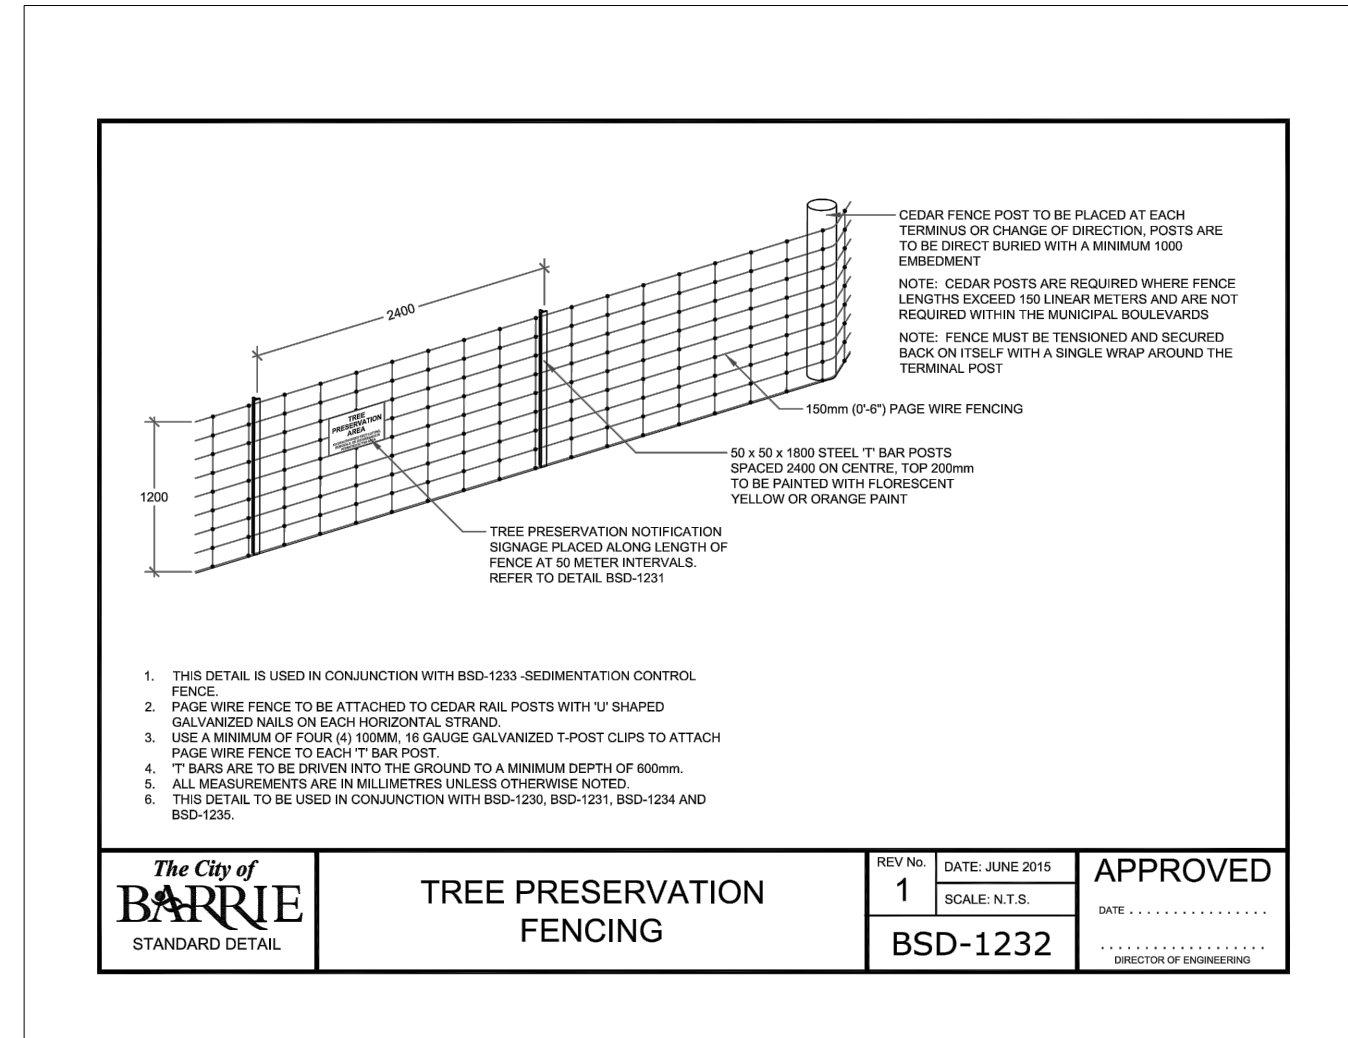 CEDAR FENCE POST TO BE PLACED AT EACH
TERMINUS OR CHANGE OF DIRECTION, POSTS ARE
TO BE DIRECT BURIED WITH A MINIMUM 1000
EMBEDMENT
NOTE: CEDAR POSTS ARE REQUIRED WHERE FENCE
LENGTHS EXCEED 150 LINEAR METERS AND ARE NOT
REQUIRED WITHIN THE MUNICIPAL BOULEVARDS
NOTE: FENCE MUST BE TENSIONED AND SECURED
BACK ON ITSELF WITH A SINGLE WRAP AROUND THE
TERMINAL POST
2400
150mm (0'-6") PAGE WIRE FENCING
TREE
PRESERVATION
AREA
50 x 50 x 1800 STEEL 'T' BAR POSTS
SPACED 2400 ON CENTRE, TOP 200mm
TO BE PAINTED WITH FLORESCENT
YELLOW OR ORANGE PAINT
1200
TREE PRESERVATION NOTIFICATION
SIGNAGE PLACED ALONG LENGTH OF
FENCE AT 50 METER INTERVALS.
REFER TO DETAIL BSD-1231
1. THIS DETAIL IS USED IN CONJUNCTION WITH BSD-1233 -SEDIMENTATION CONTROL
FENCE.
2. PAGE WIRE FENCE TO BE ATTACHED TO CEDAR RAIL POSTS WITH 'U' SHAPED
GALVANIZED NAILS ON EACH HORIZONTAL STRAND.
3. USE A MINIMUM OF FOUR (4) 100MM, 16 GAUGE GALVANIZED T-POST CLIPS TO ATTACH
PAGE WIRE FENCE TO EACH 'T' BAR POST.
4. 'T' BARS ARE TO BE DRIVEN INTO THE GROUND TO A MINIMUM DEPTH OF 600mm.
5. ALL MEASUREMENTS ARE IN MILLIMETRES UNLESS OTHERWISE NOTED.
6. THIS DETAIL TO BE USED IN CONJUNCTION WITH BSD-1230, BSD-1231, BSD-1234 AND
BSD-1235.
The City of
BARRIE
STANDARD DETAIL
TREE PRESERVATION
FENCING
REV No.
1
DATE: JUNE 2015
SCALE: N.T.S.
BSD-1232
APPROVED
DATE . . . . . . . . . . . . . . . .
. . . . . . . . . . . . . . . . . . .
DIRECTOR OF ENGINEERING